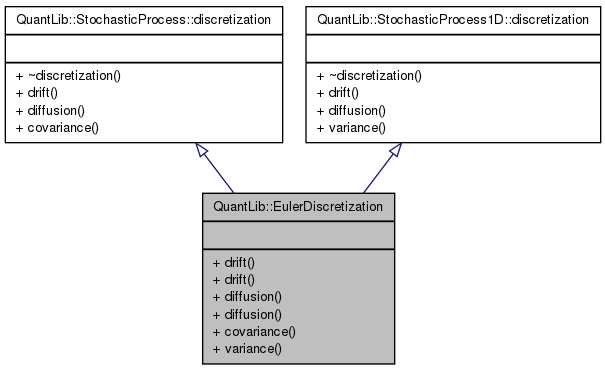 QuantLib::StochasticProcess::discretization
+ ~discretization()
+ drift()
+ diffusion()
+ covariance()
QuantLib::StochasticProcess1D::discretization
+ ~discretization()
+ drift()
+ diffusion()
+ variance()
QuantLib::EulerDiscretization
+ drift()
+ drift()
+ diffusion()
+ diffusion()
+ covariance()
+ variance()